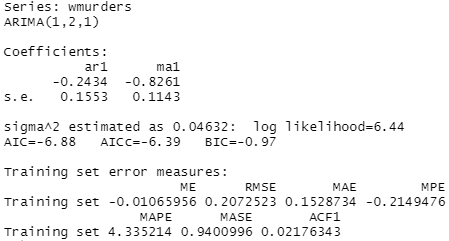 Series: wmurders
ARIMA(1,2,1)
Coefficients:
ar1 ma1
-0.2434 -0.8261
s.e. 0.1553 0.1143
sigma^2 estimated as 0.04632: log likelihood=6.44
AIC=-6.88 AICc=-6.39 BIC=-0.97
Training set error measures:
ME RMSE MAE MPE
Training set -0.01065956 0.2072523 0.1528734 -0.2149476
MAPE MASE ACF1
Training set 4.335214 0.9400996 0.02176343